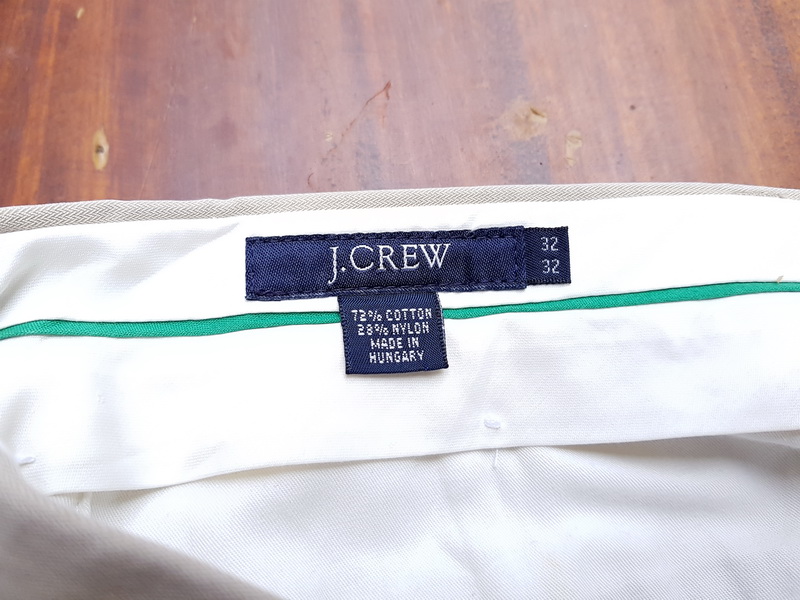 J.CREW
32
32
72% COTTON
28% NYLON
MADE IN
HUNGARY